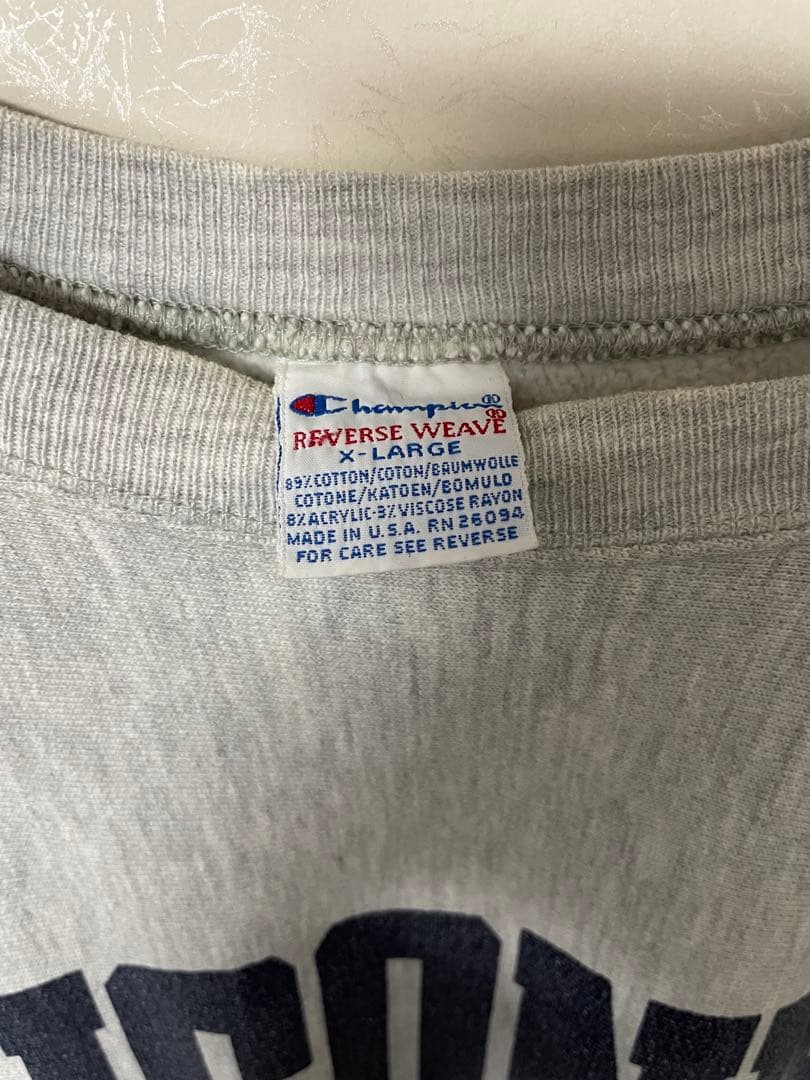 Champion®
REVERSE WEAVE®
X-LARGE
89% COTTON/COTON/BAUMWOLLE
COTONE/KATOEN/BOMULD
8% ACRYLIC-3% VISCOSE RAYON
MADE IN U.S.A. RN 26094
FOR CARE SEE REVERSE